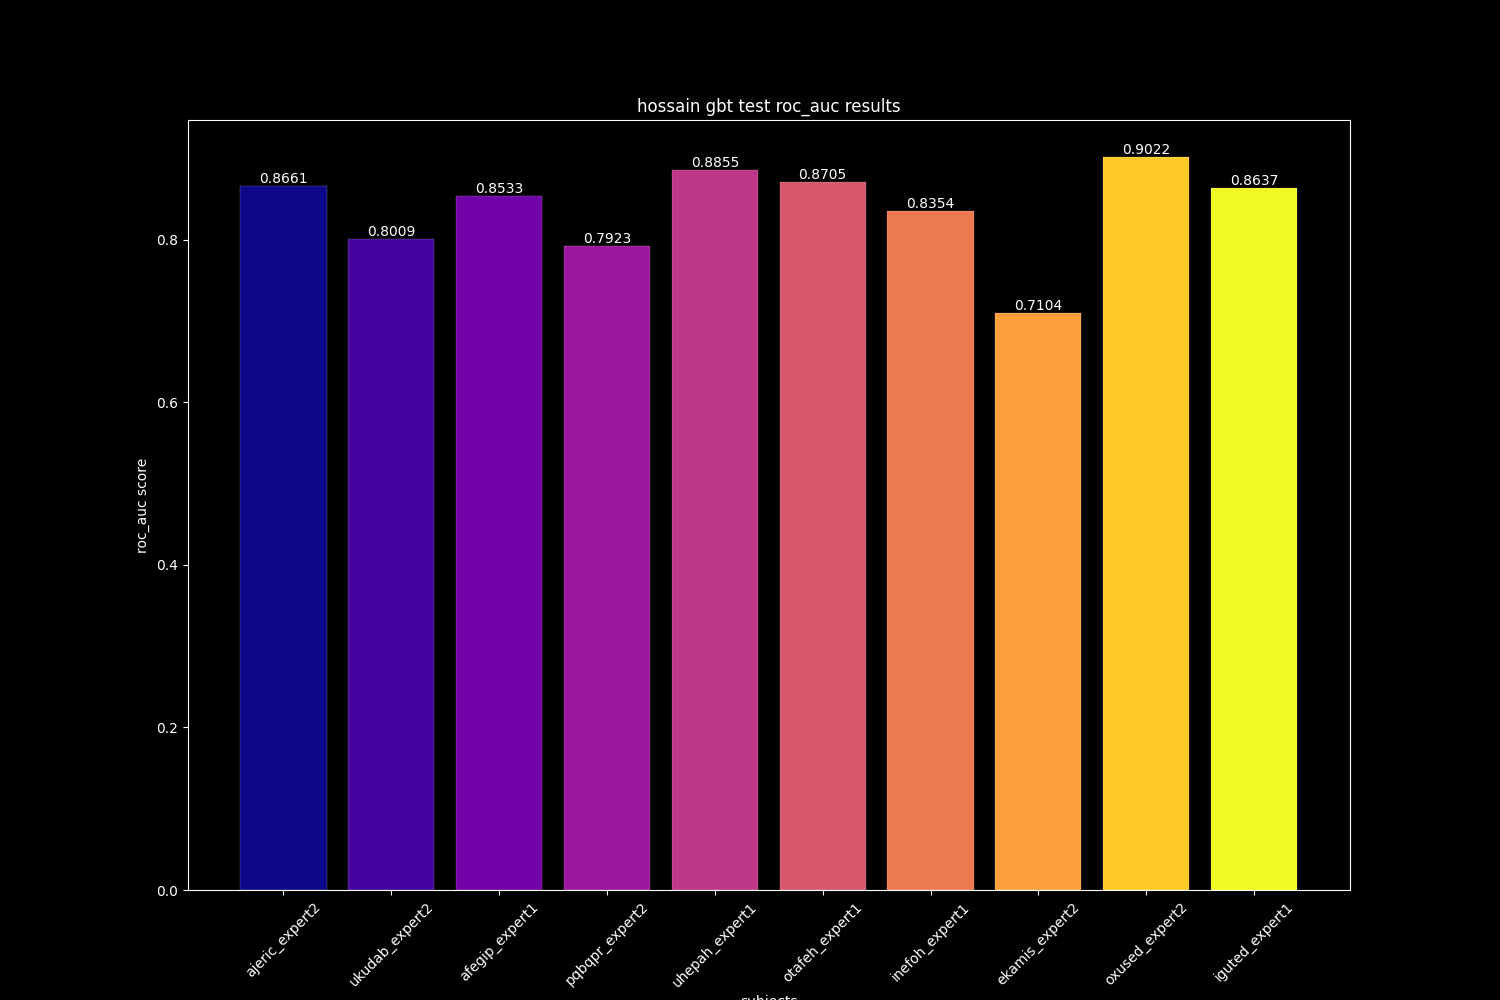 hossain gbt test roc_auc results
0.8661
0.8009
0.8533
0.7923
0.8855
0.8705
0.8354
0.7104
0.9022
0.8637
roc_auc score
0.8
0.6
0.4
0.2
0.0
ajeric_expert2
ukudab_expert2
afegip_expert1
pqbqpr_expert2
uhepah_expert1
otafeh_expert1
inefoh_expert1
ekamis_expert2
oxused_expert2
iguted_expert1
subjects